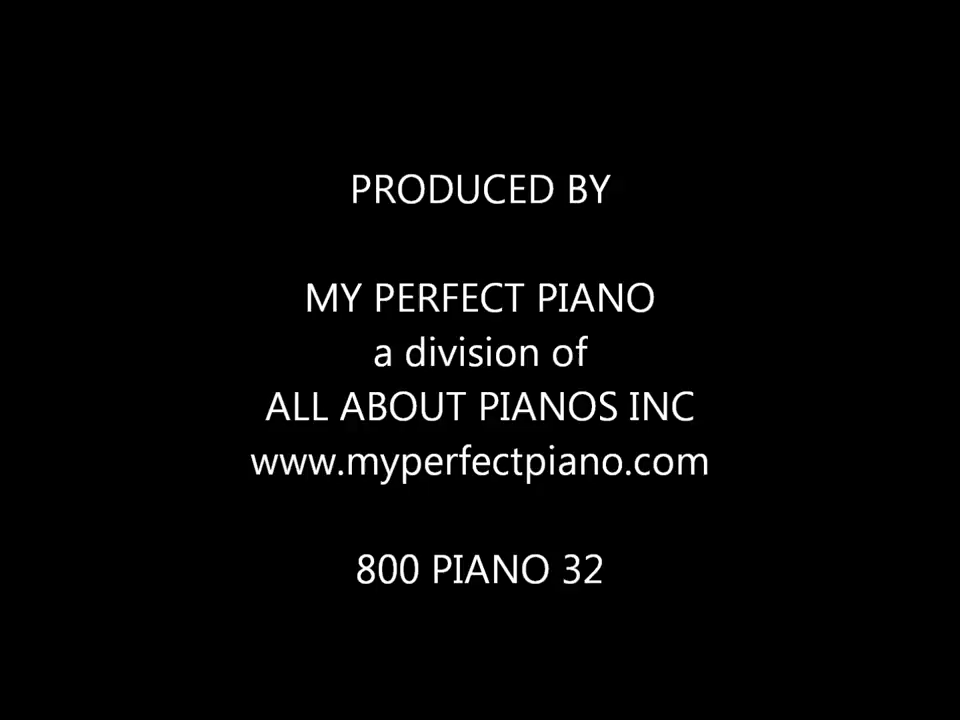 PRODUCED BY
MY PERFECT PIANO
a division of
ALL ABOUT PIANOS INC
www.myperfectpiano.com
800 PIANO 32